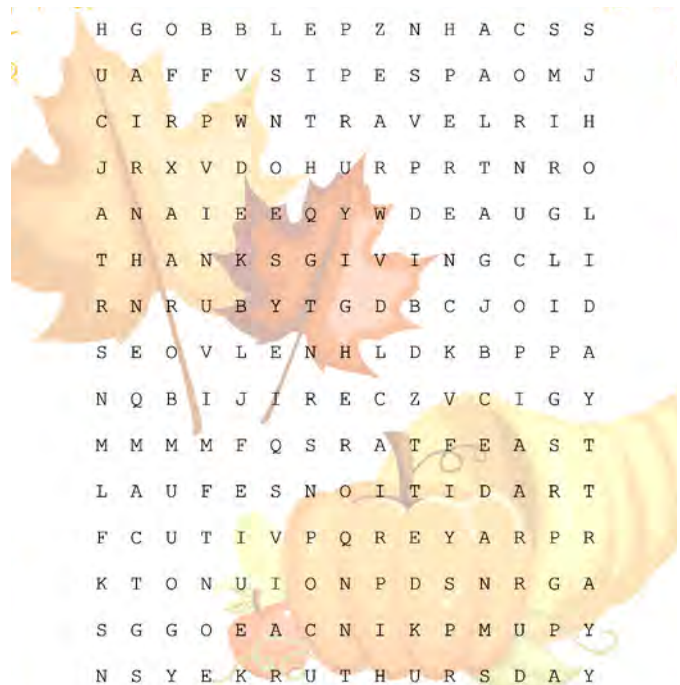 H G O B B L E P Z N H A C S S
U A F F V S I P E S P A O M J
C I R P W N T R A V E L R I H
J R X V D O H U R P R T N R O
A N A I E E Q Y W D E A U G L
T H A N K S G I V I N G C L I
R N R U B Y T G D B C J O I D
S E O V L E N H L D K B P P A
N Q B I J I R E C Z V C I G Y
M M M M F Q S R A T F E A S T
L A U F E S N O I T I D A R T
F C U T I V P Q R E Y A R P R
K T O N U I O N P D S N R G A
S G G O E A C N I K P M U P Y
N S Y E K R U T H U R S D A Y